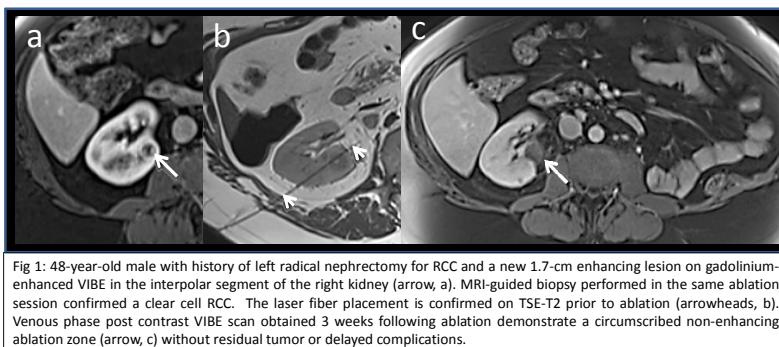 a
b
c
Fig 1: 48-year-old male with history of left radical nephrectomy for RCC and a new 1.7-cm enhancing lesion on gadolinium-
enhanced VIBE in the interpolar segment of the right kidney (arrow, a). MRI-guided biopsy performed in the same ablation
session confirmed a clear cell RCC. The laser fiber placement is confirmed on TSE-T2 prior to ablation (arrowheads, b).
Venous phase post contrast VIBE scan obtained 3 weeks following ablation demonstrate a circumscribed non-enhancing
ablation zone (arrow, c) without residual tumor or delayed complications.